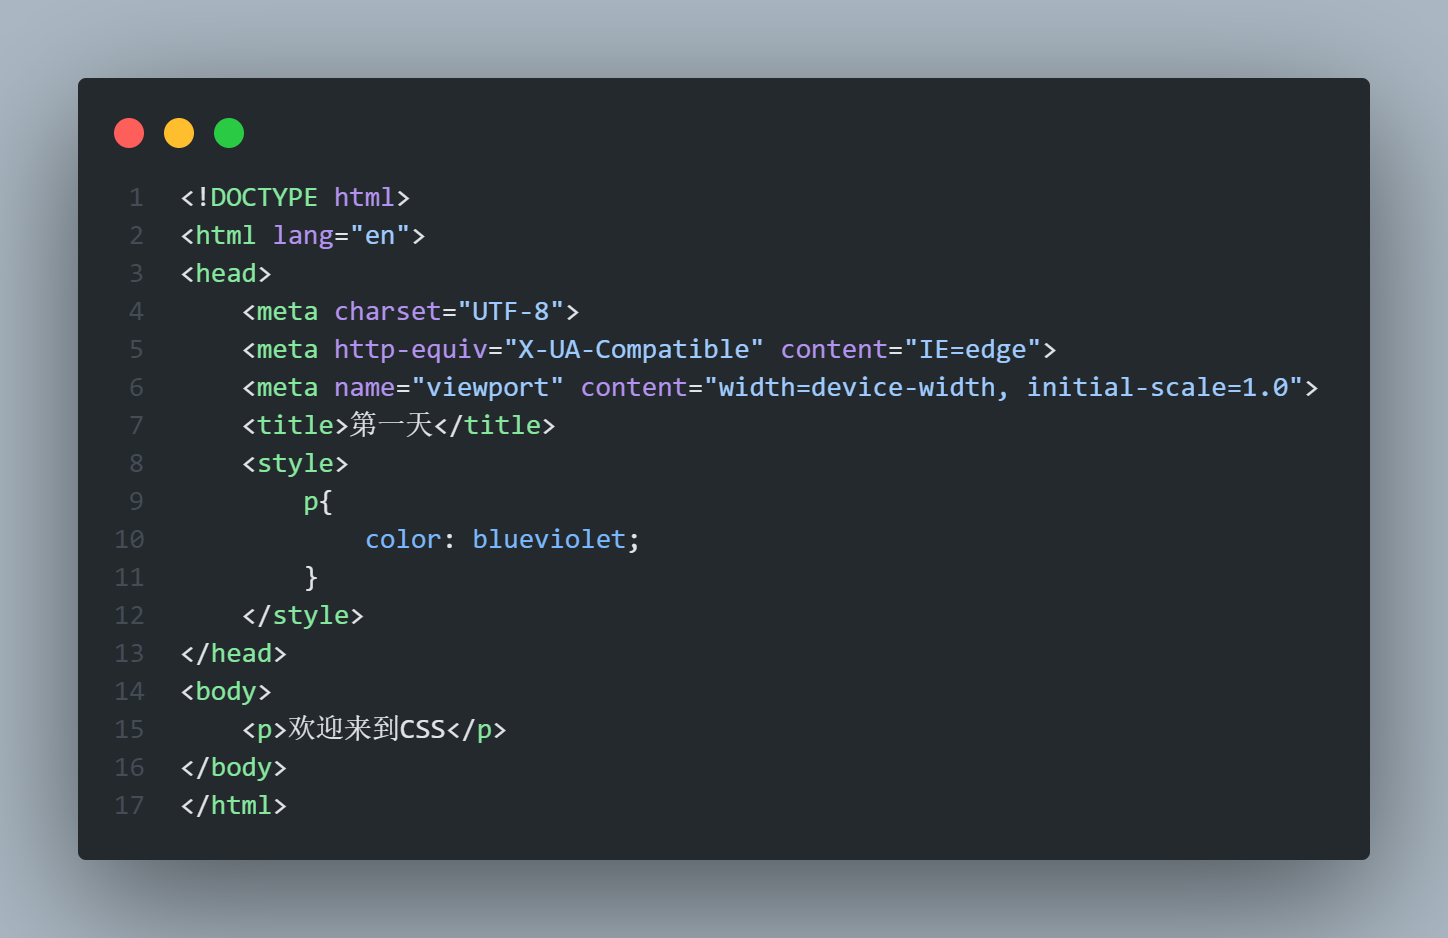 1 <!DOCTYPE html>
2 <html lang="en">
3 <head>
4     <meta charset="UTF-8">
5     <meta http-equiv="X-UA-Compatible" content="IE=edge">
6     <meta name="viewport" content="width=device-width, initial-scale=1.0">
7     <title>第一天</title>
8     <style>
9         p{
10             color: blueviolet;
11         }
12     </style>
13 </head>
14 <body>
15     <p>欢迎来到CSS</p>
16 </body>
17 </html>